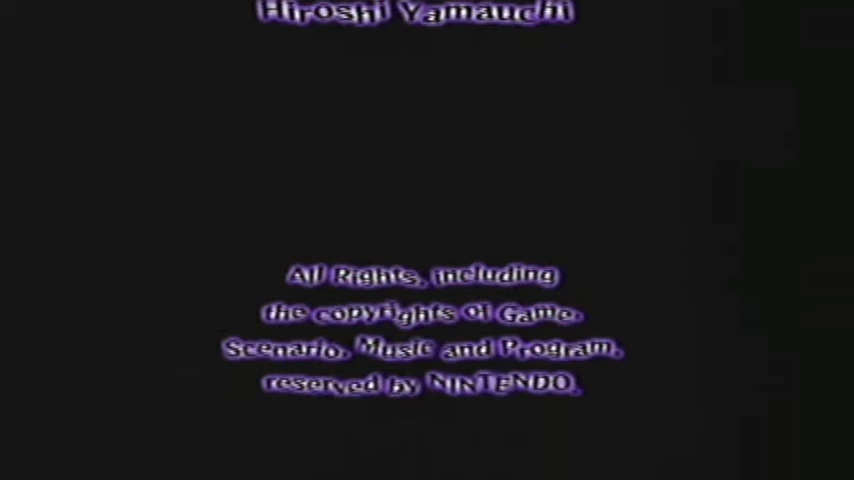 Hiroshi Yamauchi
All Rights, including
the copyrights of Game,
Scenario, Music and Program,
reserved by NINTENDO.